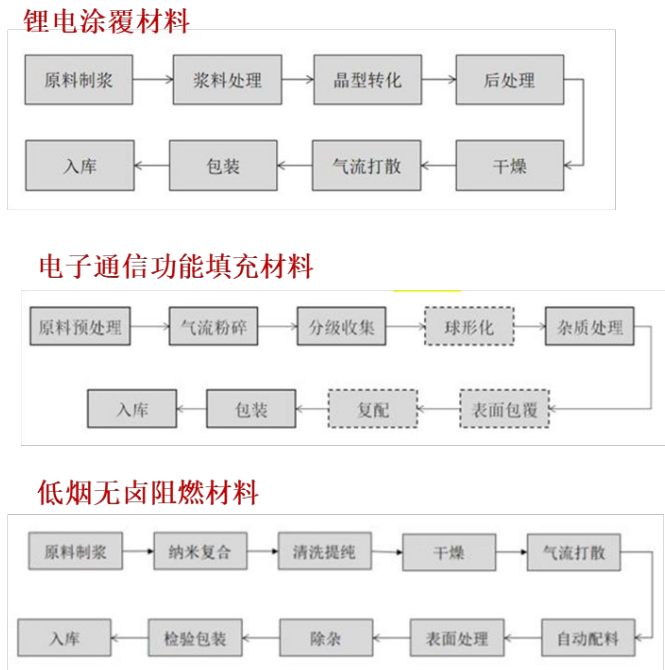 锂电涂覆材料
原料制浆 浆料处理 晶型转化 后处理
入库 包装 气流打散 干燥
电子通信功能填充材料
原料预处理 气流粉碎 分级收集 球形化 杂质处理
入库 包装 复配 表面包覆
低烟无卤阻燃材料
原料制浆 纳米复合 清洗提纯 干燥 气流打散
入库 检验包装 除杂 表面处理 自动配料